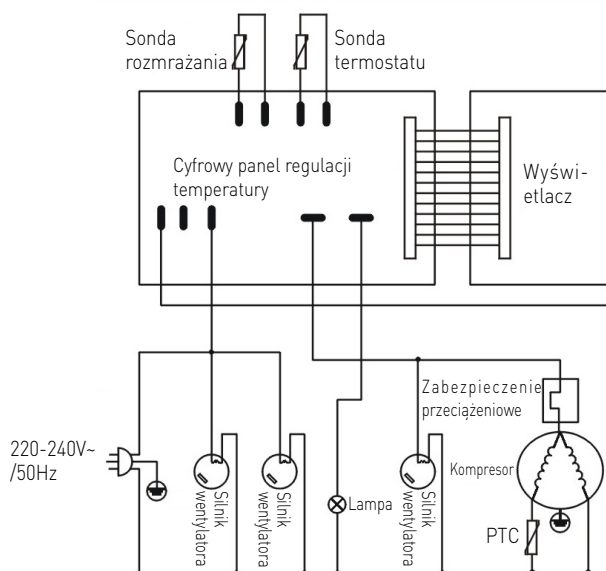 Sonda
rozmrażania
Sonda
termostatu
Cyfrowy panel regulacji
temperatury
Wyświ-
etlacz
Zabezpieczenie
przeciążeniowe
220-240V~
/50Hz
Silnik
wentylatora
Silnik
wentylatora
Lampa
Silnik
wentylatora
Kompresor
PTC